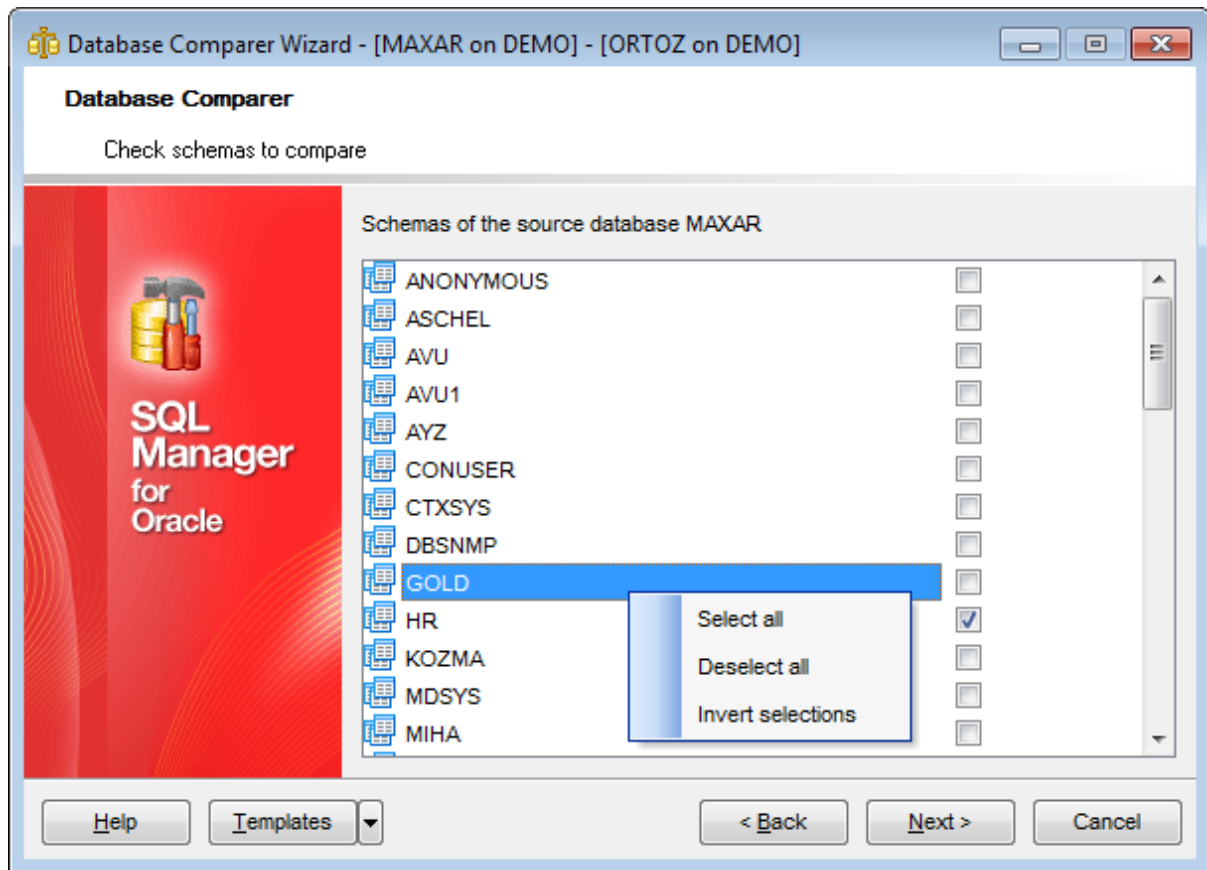 Database Comparer Wizard - [MAXAR on DEMO] - [ORTOZ on DEMO]
Database Comparer
Check schemas to compare
Schemas of the source database MAXAR
SQL
Manager
for
Oracle
ANONYMOUS
ASCHEL
AVU
AVU1
AYZ
CONUSER
CTXSYS
DBSNMP
GOLD
HR
KOZMA
MDSYS
MIHA
Select all
Deselect all
Invert selections
Help
Templates
< Back
Next >
Cancel